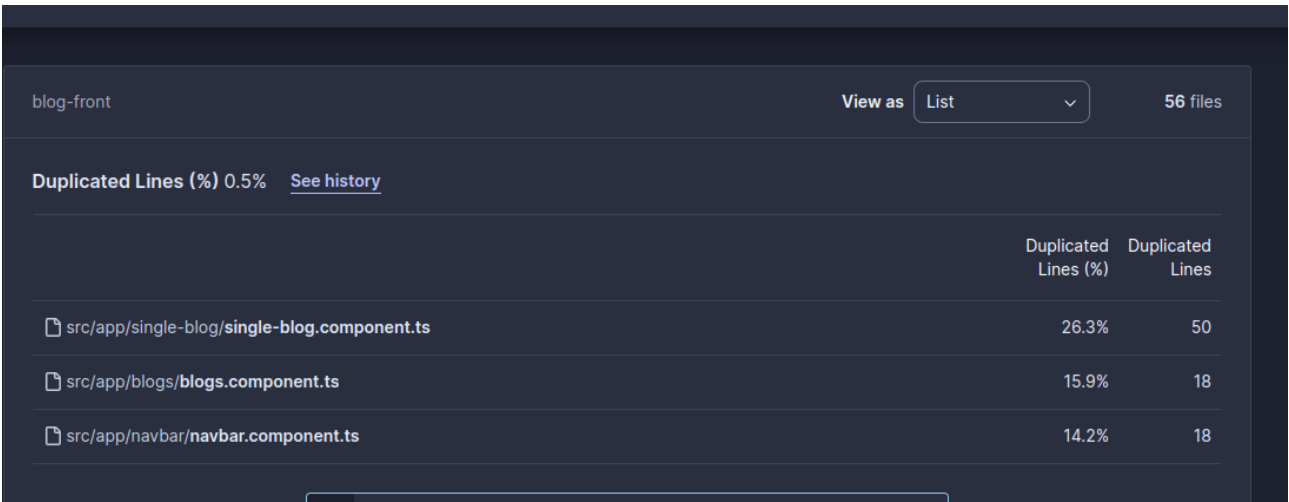 blog-front View as List 56 files
Duplicated Lines (%) 0.5% See history
Duplicated Duplicated
Lines (%) Lines
src/app/single-blog/single-blog.component.ts 26.3% 50
src/app/blogs/blogs.component.ts 15.9% 18
src/app/navbar/navbar.component.ts 14.2% 18